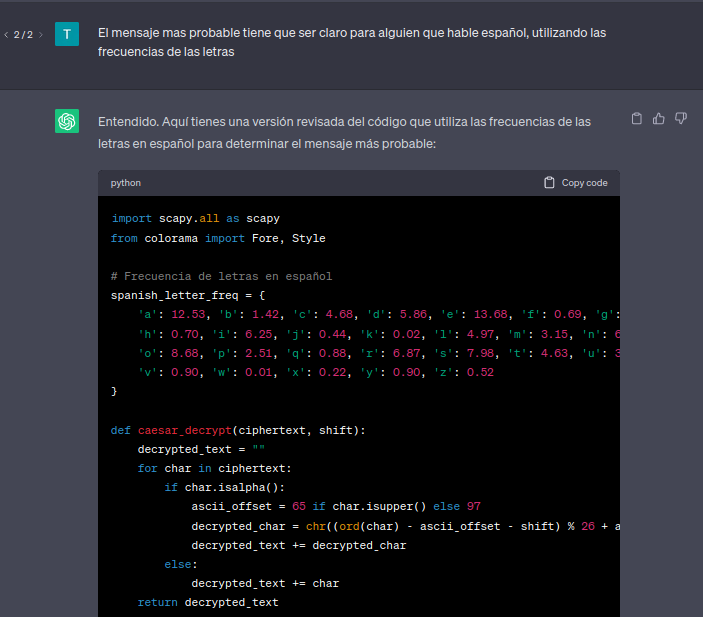 2 / 2
T
El mensaje mas probable tiene que ser claro para alguien que hable español, utilizando las
frecuencias de las letras
Entendido. Aquí tienes una versión revisada del código que utiliza las frecuencias de las
letras en español para determinar el mensaje más probable:
python
Copy code
import scapy.all as scapy
from colorama import Fore, Style
# Frecuencia de letras en español
spanish_letter_freq = {
'a': 12.53, 'b': 1.42, 'c': 4.68, 'd': 5.86, 'e': 13.68, 'f': 0.69, 'g':
'h': 0.70, 'i': 6.25, 'j': 0.44, 'k': 0.02, 'l': 4.97, 'm': 3.15, 'n': 6
'o': 8.68, 'p': 2.51, 'q': 0.88, 'r': 6.87, 's': 7.98, 't': 4.63, 'u': 3
'v': 0.90, 'w': 0.01, 'x': 0.22, 'y': 0.90, 'z': 0.52
}
def caesar_decrypt(ciphertext, shift):
decrypted_text = ""
for char in ciphertext:
if char.isalpha():
ascii_offset = 65 if char.isupper() else 97
decrypted_char = chr((ord(char) - ascii_offset - shift) % 26 + a
decrypted_text += decrypted_char
else:
decrypted_text += char
return decrypted_text